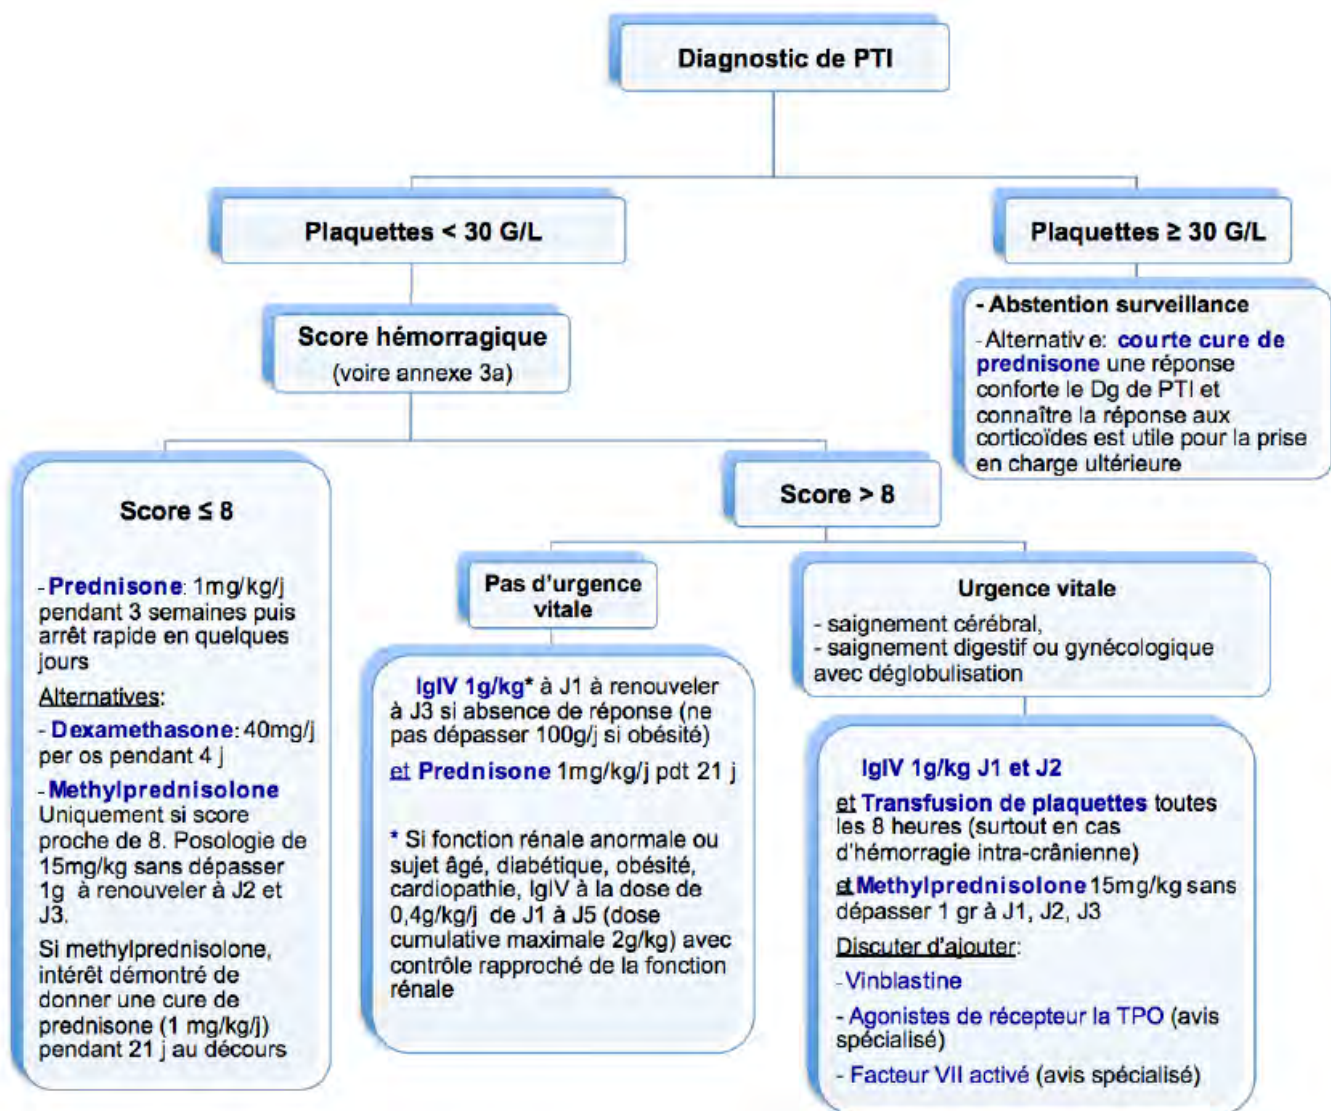 Diagnostic de PTI
Plaquettes < 30 G/L
Plaquettes ≥ 30 G/L
- Abstention surveillance
- Alternative: courte cure de
prednisone une réponse
conforte le Dg de PTI et
connaître la réponse aux
corticoïdes est utile pour la prise
en charge ultérieure
Score hémorragique
(voire annexe 3a)
Score ≤ 8
- Prednisone: 1mg/kg/j
pendant 3 semaines puis
arrêt rapide en quelques
jours
Alternatives:
- Dexamethasone: 40mg/j
per os pendant 4 j
- Methylprednisolone
Uniquement si score
proche de 8. Posologie de
15mg/kg sans dépasser
1g à renouveler à J2 et
J3.
Si methylprednisolone,
intérêt démontré de
donner une cure de
prednisone (1 mg/kg/j)
pendant 21 j au décours
Score > 8
Pas d'urgence
vitale
IgIV 1g/kg* à J1 à renouveler
à J3 si absence de réponse (ne
pas dépasser 100g/j si obésité)
et Prednisone 1mg/kg/j pdt 21 j
* Si fonction rénale anormale ou
sujet âgé, diabétique, obésité,
cardiopathie, IgIV à la dose de
0,4g/kg/j de J1 à J5 (dose
cumulative maximale 2g/kg) avec
contrôle rapproché de la fonction
rénale
Urgence vitale
- saignement cérébral,
- saignement digestif ou gynécologique
avec déglobulisation
IgIV 1g/kg J1 et J2
et Transfusion de plaquettes toutes
les 8 heures (surtout en cas
d'hémorragie intra-crânienne)
et Methylprednisolone 15mg/kg sans
dépasser 1 gr à J1, J2, J3
Discuter d'ajouter:
- Vinblastine
- Agonistes de récepteur la TPO (avis
spécialisé)
- Facteur VII activé (avis spécialisé)